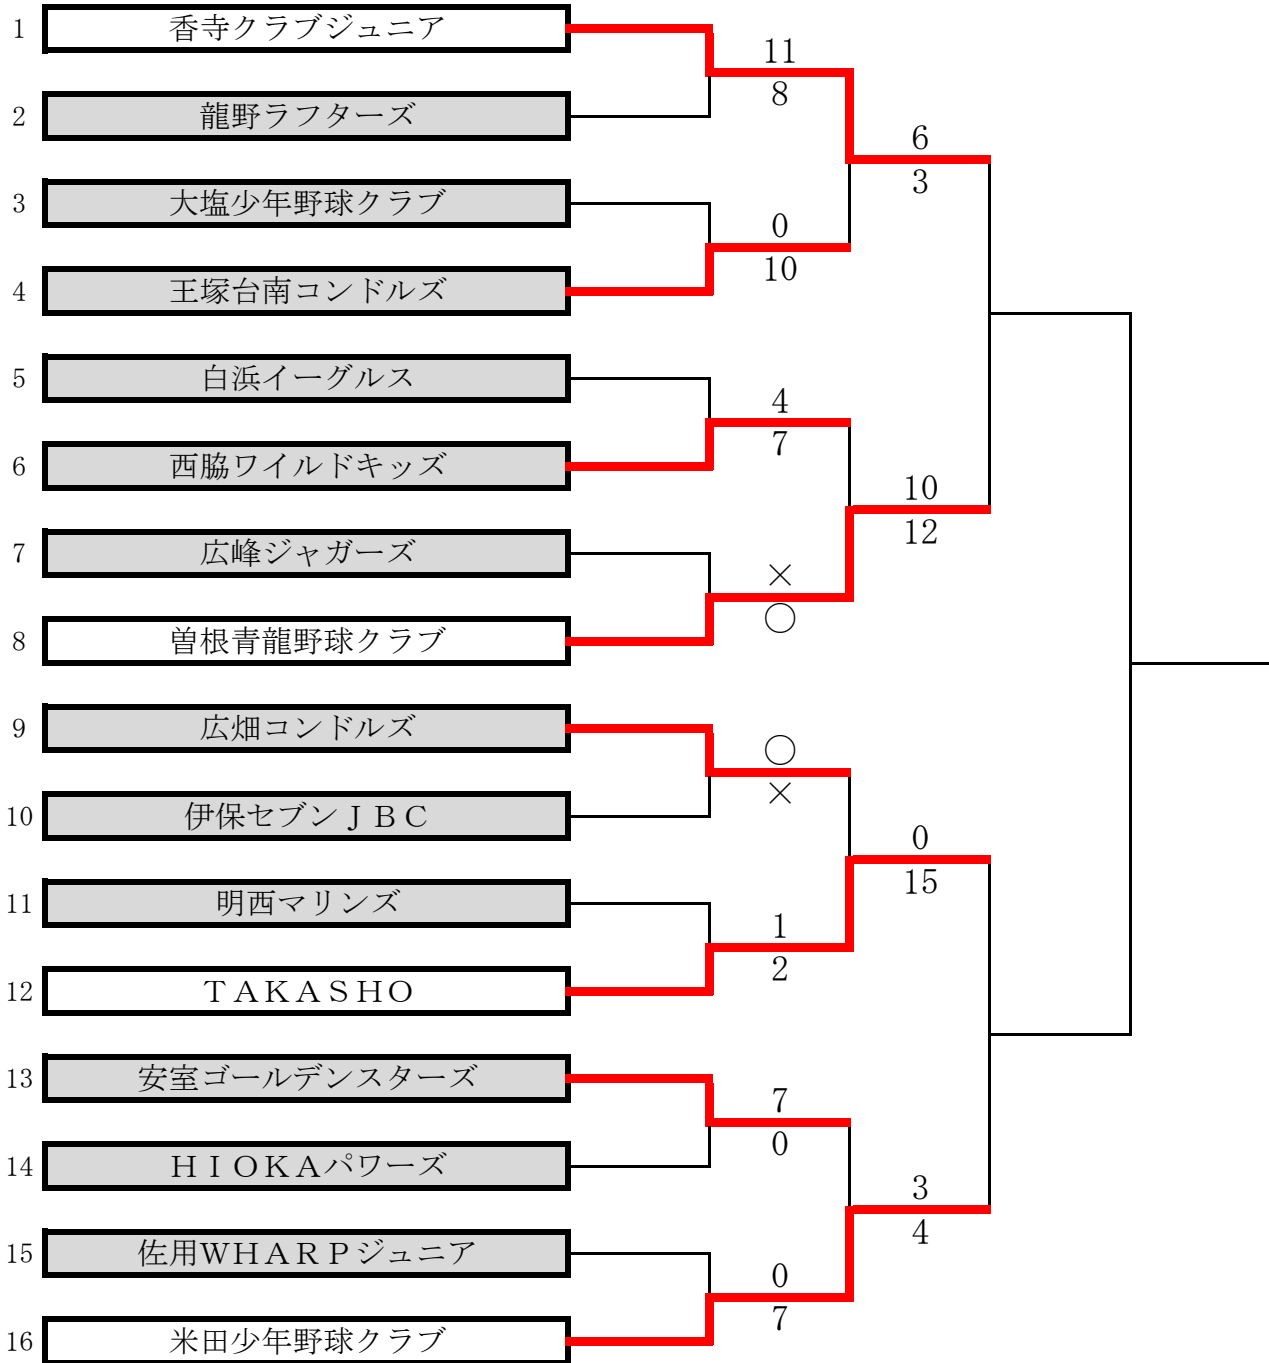 1 香寺クラブジュニア
11
8
2 龍野ラフターズ
6
3
3 大塩少年野球クラブ
0
10
4 王塚台南コンドルズ
5 白浜イーグルス
4
7
6 西脇ワイルドキッズ
10
12
7 広峰ジャガーズ
×
○
8 曽根青龍野球クラブ
9 広畑コンドルズ
○
×
10 伊保セブンＪＢＣ
0
15
11 明西マリンズ
1
2
12 ＴＡＫＡＳＨＯ
13 安室ゴールデンスターズ
7
0
14 ＨＩＯＫＡパワーズ
3
4
15 佐用ＷＨＡＲＰジュニア
0
7
16 米田少年野球クラブ